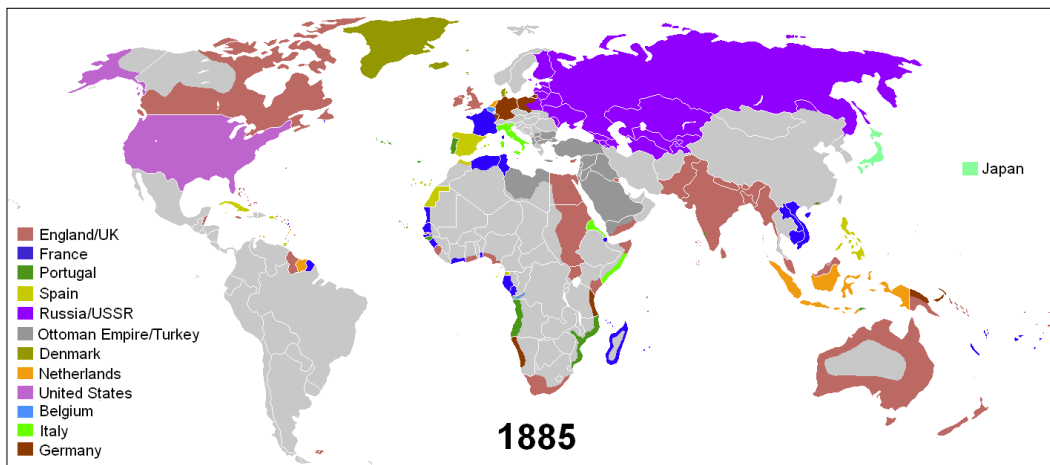 Japan
England/UK
France
Portugal
Spain
Russia/USSR
Ottoman Empire/Turkey
Denmark
Netherlands
United States
Belgium
Italy
Germany
1885